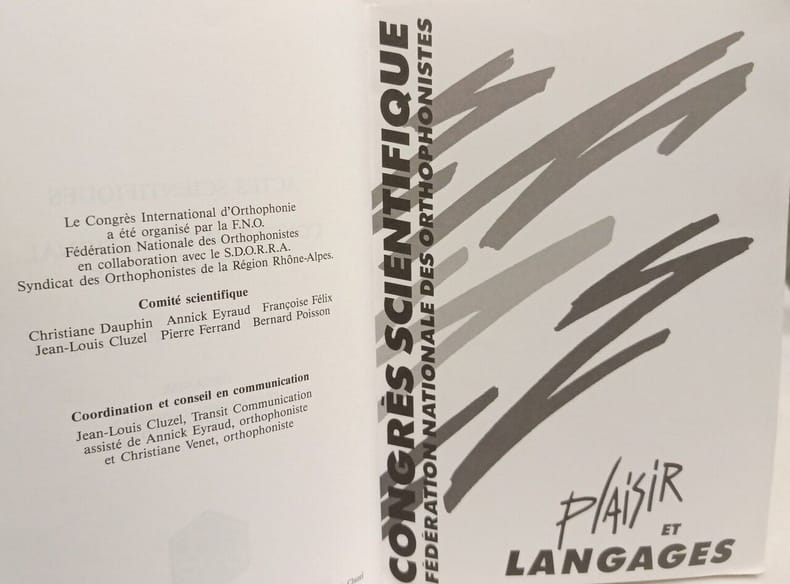 Le Congrès International d'Orthophonie
a été organisé par la F.N.O.
Fédération Nationale des Orthophonistes
en collaboration avec le S.D.O.R.R.A.
Syndicat des Orthophonistes de la Région Rhône-Alpes.
Comité scientifique
Christiane Dauphin Annick Eyraud Françoise Félix
Jean-Louis Cluzel Pierre Ferrand Bernard Poisson
Coordination et conseil en communication
Jean-Louis Cluzel, Transit Communication
assisté de Annick Eyraud, orthophoniste
et Christiane Venet, orthophoniste
CONGRÈS SCIENTIFIQUE
FÉDÉRATION NATIONALE DES ORTHOPHONISTES
PLAISIR
ET
LANGAGES